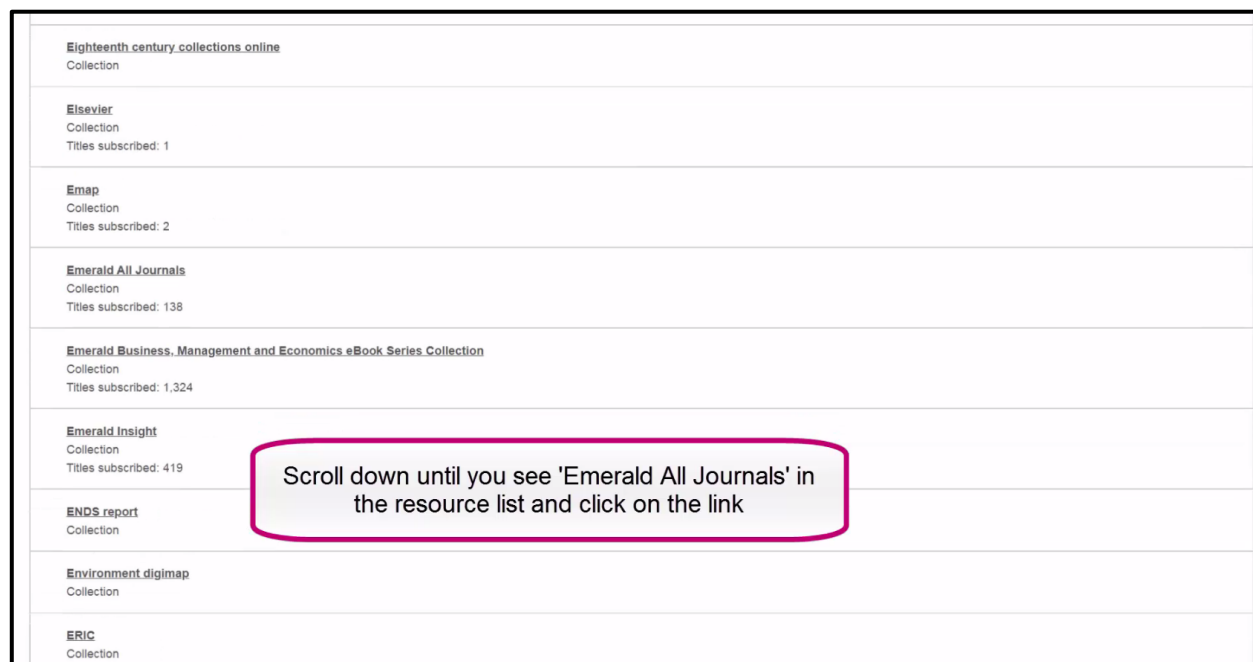 Eighteenth century collections online
Collection
Elsevier
Collection
Titles subscribed: 1
Emap
Collection
Titles subscribed: 2
Emerald All Journals
Collection
Titles subscribed: 138
Emerald Business, Management and Economics eBook Series Collection
Collection
Titles subscribed: 1,324
Emerald Insight
Collection
Titles subscribed: 419
Scroll down until you see 'Emerald All Journals' in
the resource list and click on the link
ENDS report
Collection
Environment digimap
Collection
ERIC
Collection